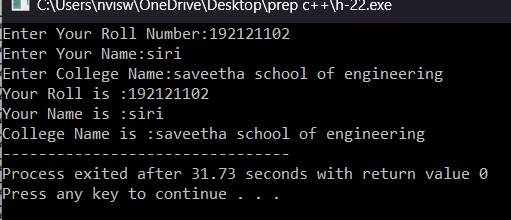 C:\Users\nvisw\OneDrive\Desktop\prep c++\h-22.exe
Enter Your Roll Number:192121102
Enter Your Name:siri
Enter College Name:saveetha school of engineering
Your Roll is :192121102
Your Name is :siri
College Name is :saveetha school of engineering
--------------------------------
Process exited after 31.73 seconds with return value 0
Press any key to continue . . .